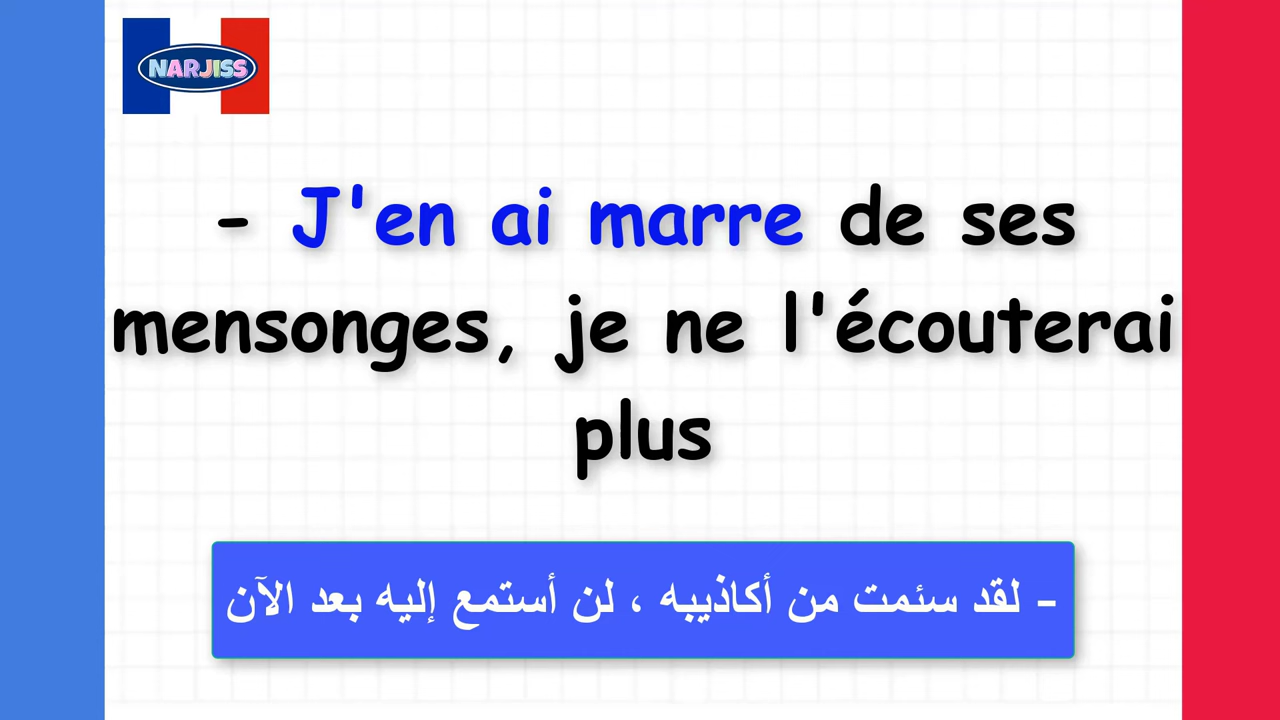 NARJISS
- J'en ai marre de ses
mensonges, je ne l'écouterai
plus
- لقد سئمت من أكاذيبه ، لن أستمع إليه بعد الآن